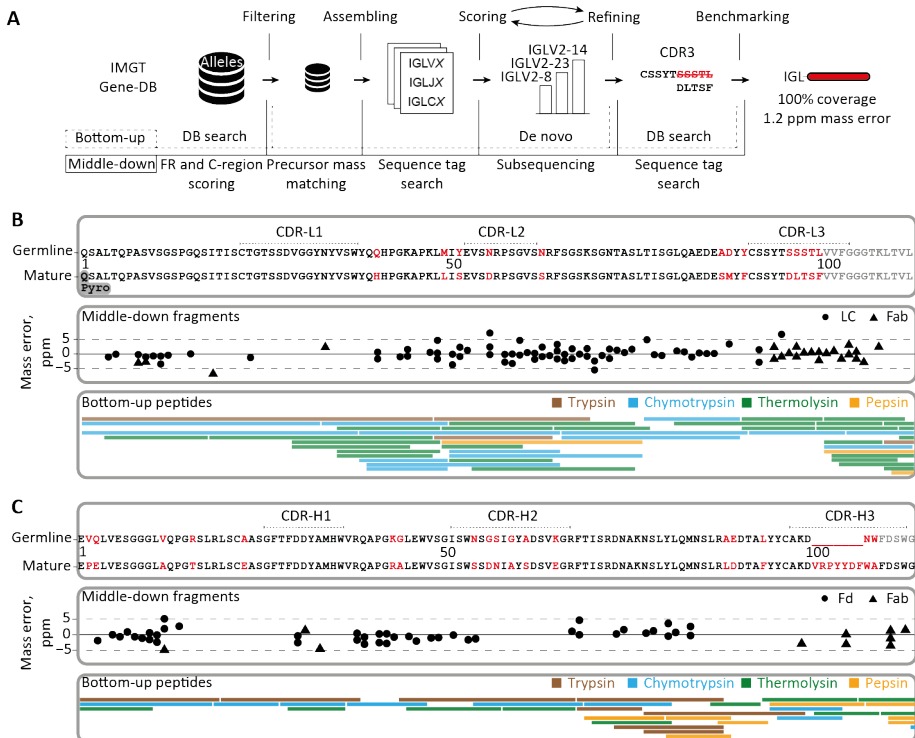 A
Filtering
Assembling
Scoring
Refining
Benchmarking
IMGT
Gene-DB
Alleles
IGLVX
IGLJX
IGLCX
IGLV2-14
IGLV2-23
IGLV2-8
CDR3
CSSYTSSSTL
DLTSF
IGL
100% coverage
1.2 ppm mass error
Bottom-up
DB search
De novo
DB search
Middle-down
FR and C-region
scoring
Precursor mass
matching
Sequence tag
search
Subsequencing
Sequence tag
search
B
CDR-L1
CDR-L2
CDR-L3
Germline
QSALTQPASVSGSPGQSITISCTGTSSDVGGYNYVSWYQQHPGKAPKLMIYEVSNRPSGVSNRFSGSKSGNTASLTISGLQAEDEADYYCSSYTSSSTLVVFGGGTKLTVL
1
50
100
Mature
QSALTQPASVSGSPGQSITISCTGTSSDVGGYNYVSWYQHHPGKAPKLLISEVSDRPSGVSSRFSGSKSGNTASLTISGLQAEDESMYFCSSYTDLTSFVVFGGGTKLTVL
Pyro
Mass error,
ppm
Middle-down fragments
LC
Fab
5
0
−5
Bottom-up peptides
Trypsin
Chymotrypsin
Thermolysin
Pepsin
C
CDR-H1
CDR-H2
CDR-H3
Germline
EVQLVESGGGLVQPGRSLRLSCAASGFTFDDYAMHWVRQAPGKGLEWVSGISWNSGSIGYADSVKGRFTISRDNAKNSLYLQMNSLRAEDTALYYCAKD_______NWFDSWG
1
50
100
Mature
EPELVESGGGLAQPGTSLRLSCEASGFTFDDYAMHWVRQAPGRALEWVSGISWSSDNIAYSDSVEGRFTISRDNAKNSLYLQMNSLRLDDTAFYYCAKDVRPYYDFWAFDSWG
Mass error,
ppm
Middle-down fragments
Fd
Fab
5
0
−5
Bottom-up peptides
Trypsin
Chymotrypsin
Thermolysin
Pepsin